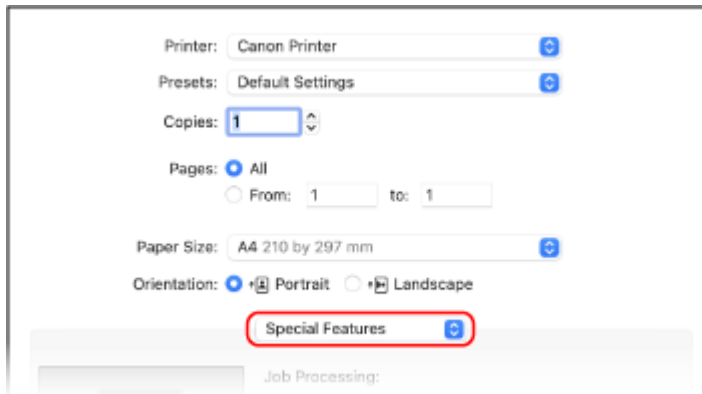 Printer: Canon Printer
Presets: Default Settings
Copies: 1
Pages: All
From: 1 to: 1
Paper Size: A4 210 by 297 mm
Orientation: Portrait Landscape
Special Features
Job Processing: